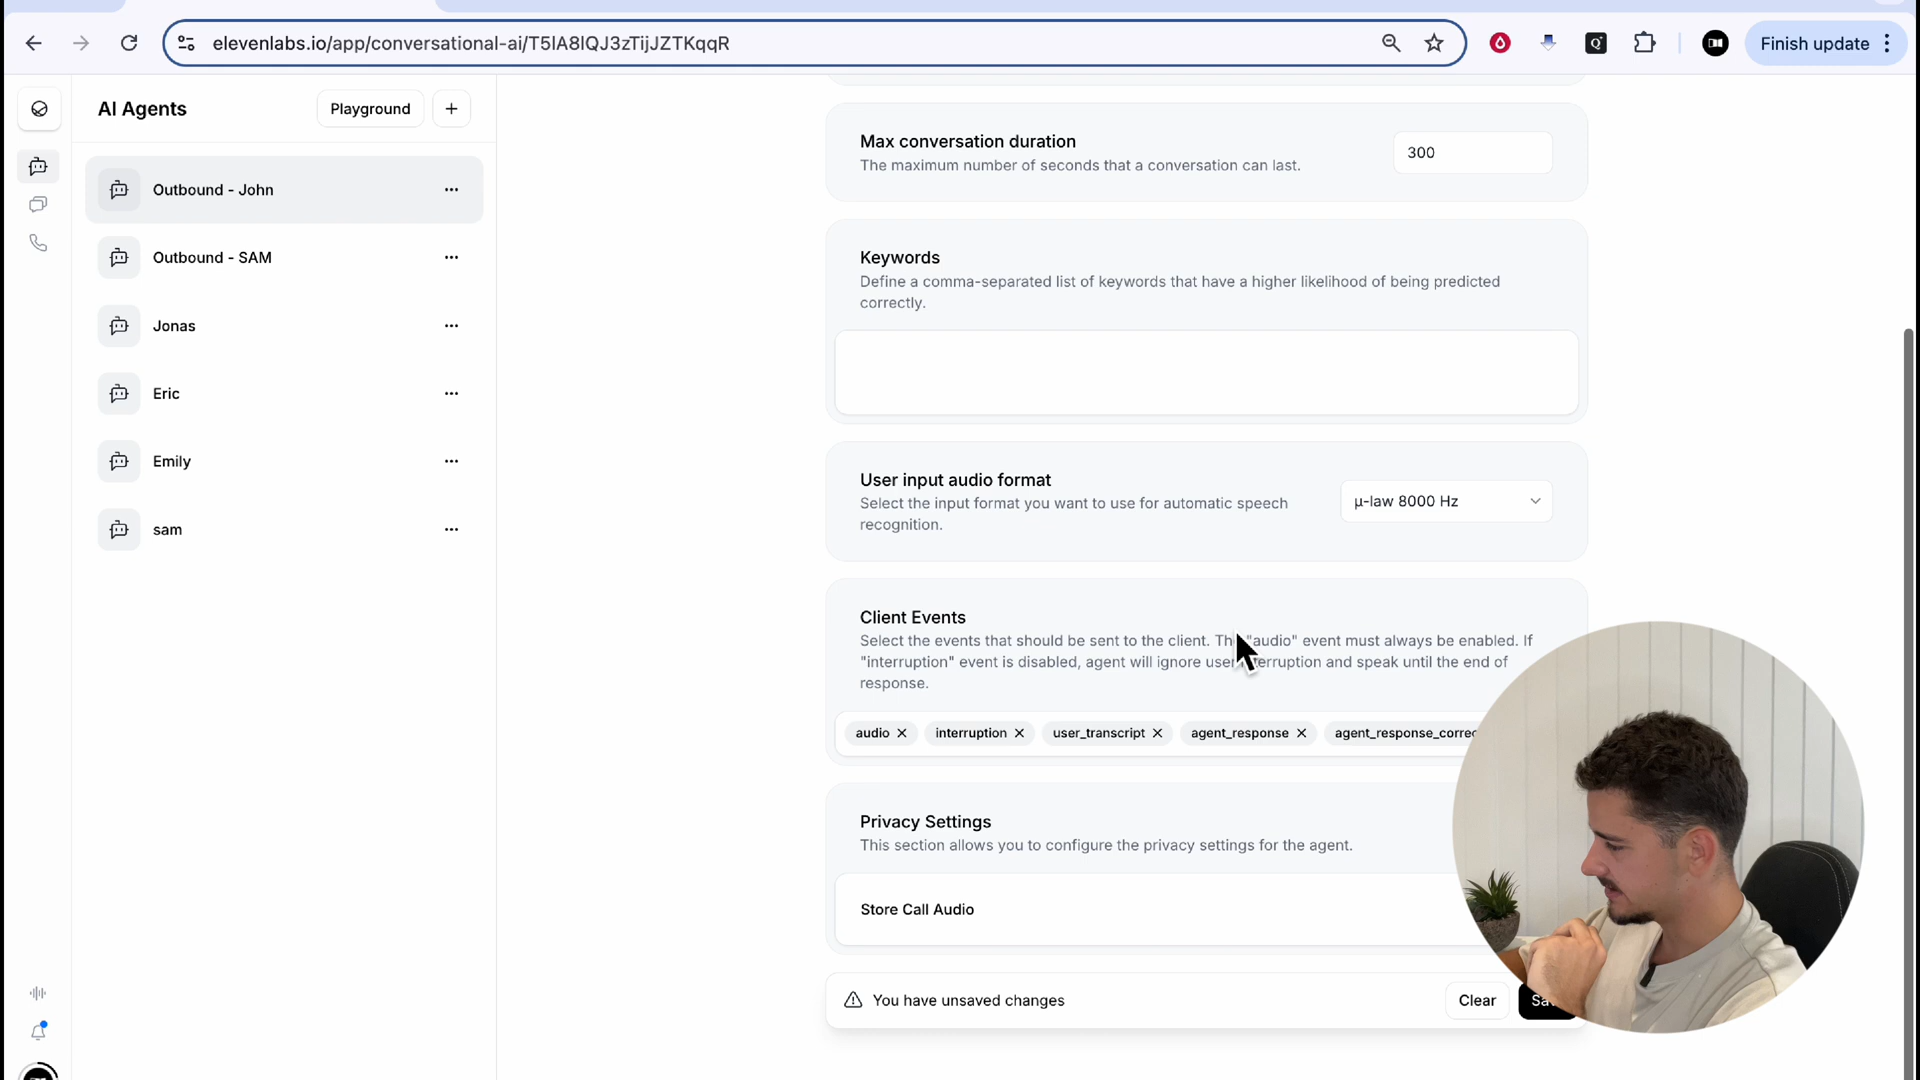 elevenlabs.io/app/conversational-ai/T5IA8IQJ3zTijJZTKqqR
Finish update
AI Agents
Playground
Outbound - John
Outbound - SAM
Jonas
Eric
Emily
sam
Max conversation duration
The maximum number of seconds that a conversation can last.
300
Keywords
Define a comma-separated list of keywords that have a higher likelihood of being predicted
correctly.
User input audio format
Select the input format you want to use for automatic speech
recognition.
μ-law 8000 Hz
Client Events
Select the events that should be sent to the client. The "audio" event must always be enabled. If
"interruption" event is disabled, agent will ignore user interruption and speak until the end of
response.
audio
interruption
user_transcript
agent_response
agent_response_correc
Privacy Settings
This section allows you to configure the privacy settings for the agent.
Store Call Audio
You have unsaved changes
Clear